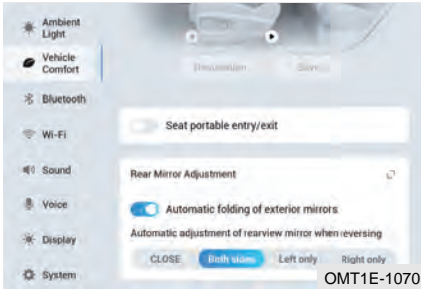 Ambient
Light
Vehicle
Comfort
Bluetooth
Wi-Fi
Sound
Voice
Display
System
Save
Seat portable entry/exit
Rear Mirror Adjustment
Automatic folding of exterior mirrors
Automatic adjustment of rearview mirror when reversing
CLOSE
Both sides
Left only
Right only
OMT1E-1070